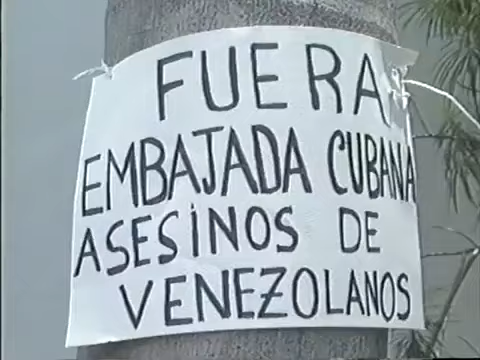 FUERA
EMBAJADA CUBANA
ASESINOS DE
VENEZOLANOS